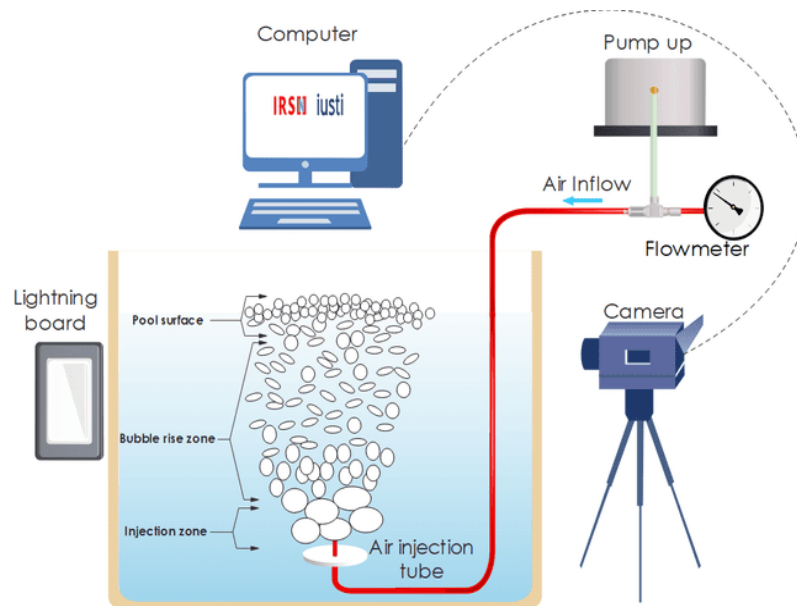 Computer
Pump up
IRSN iusti
Air Inflow
Flowmeter
Lightning
board
Pool surface
Camera
Bubble rise zone
Injection zone
Air injection
tube